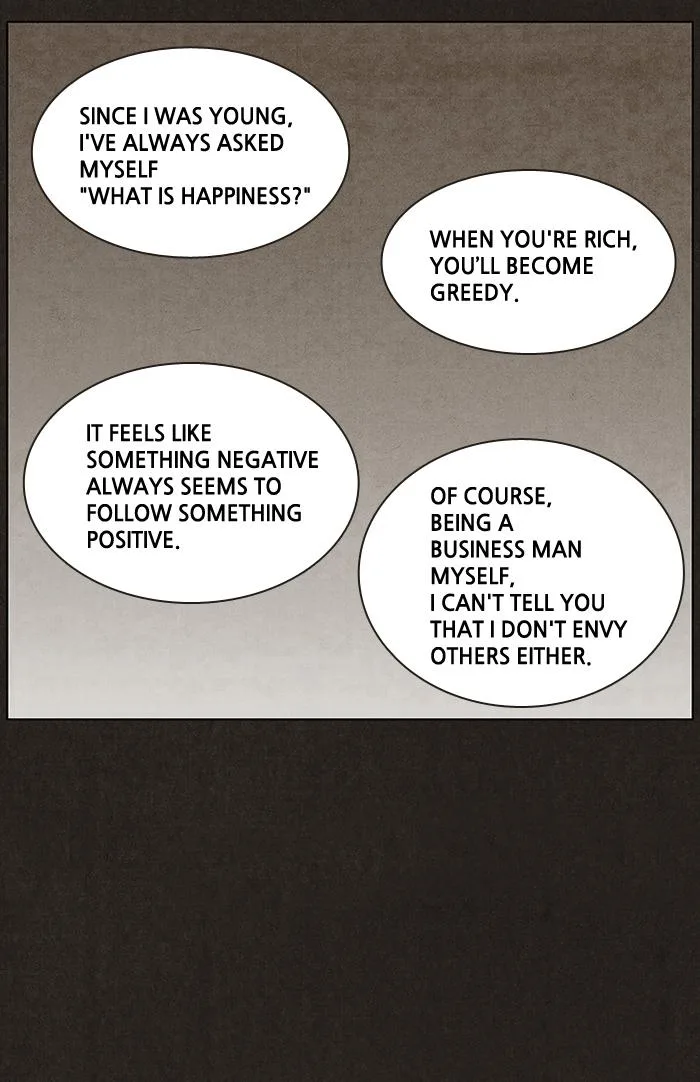 SINCE I WAS YOUNG,
I'VE ALWAYS ASKED
MYSELF
"WHAT IS HAPPINESS?"
WHEN YOU'RE RICH,
YOU’LL BECOME
GREEDY.
IT FEELS LIKE
SOMETHING NEGATIVE
ALWAYS SEEMS TO
FOLLOW SOMETHING
POSITIVE.
OF COURSE,
BEING A
BUSINESS MAN
MYSELF,
I CAN'T TELL YOU
THAT I DON'T ENVY
OTHERS EITHER.